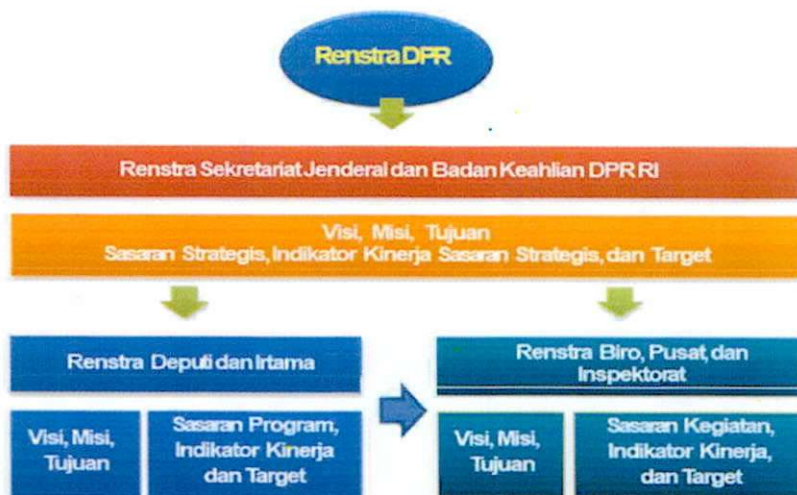 Renstra DPR
Renstra Sekretariat Jenderal dan Badan Keahlian DPR RI
Visi, Misi, Tujuan
Sasaran Strategis, Indikator Kinerja Sasaran Strategis, dan Target
Renstra Deputi dan Irtama
Visi, Misi,
Tujuan
Sasaran Program,
Indikator Kinerja
dan Target
Renstra Biro, Pusat, dan
Inspektorat
Visi, Misi,
Tujuan
Sasaran Kegiatan,
Indikator Kinerja,
dan Target